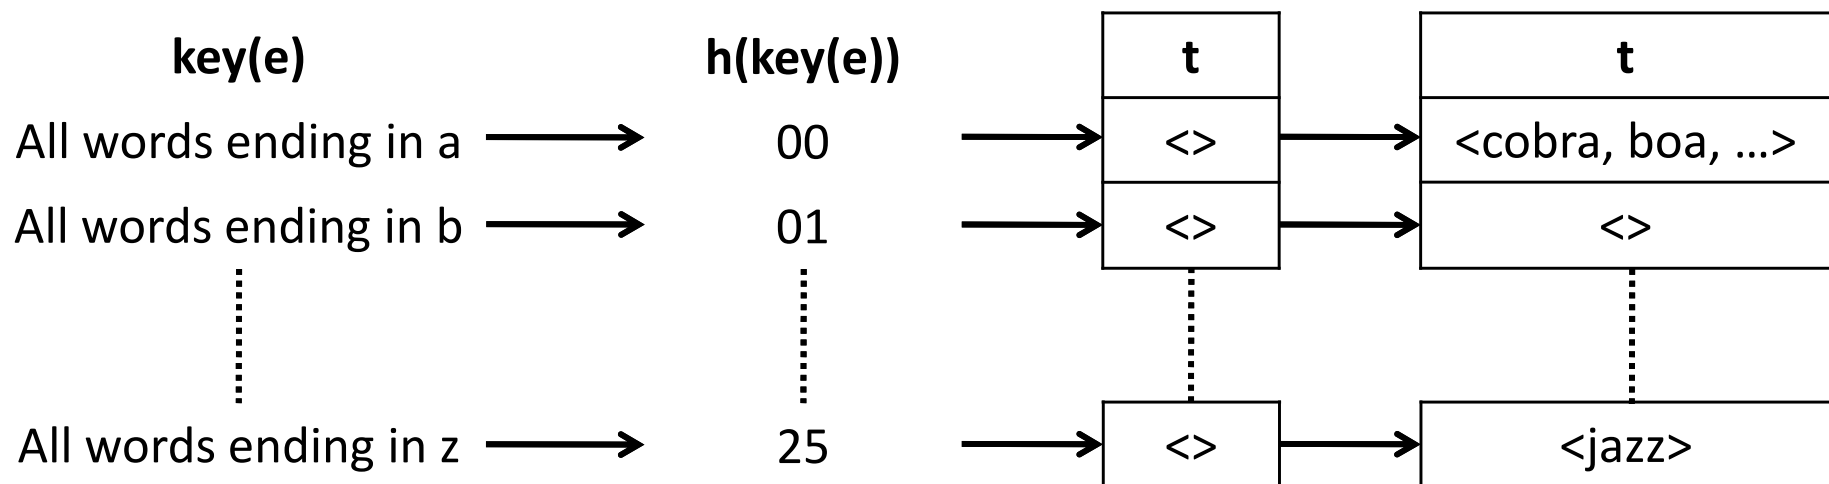 key(e) h(key(e)) t t
All words ending in a 00 <> <cobra, boa, ...>
All words ending in b 01 <> <>
All words ending in z 25 <> <jazz>